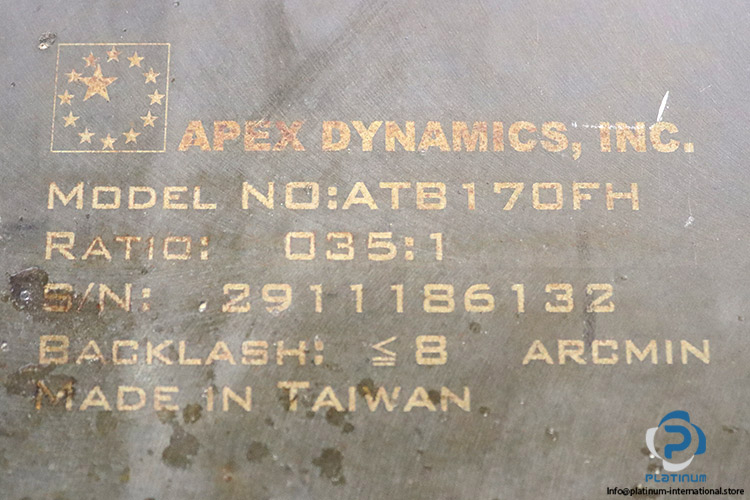 APEX DYNAMICS, INC.
MODEL NO:ATB170FH
RATIO: 035:1
S/N: 2911186132
BACKLASH: ≦8 ARCMIN
MADE IN TAIWAN
PLATINUM
Info@platinum-international.store